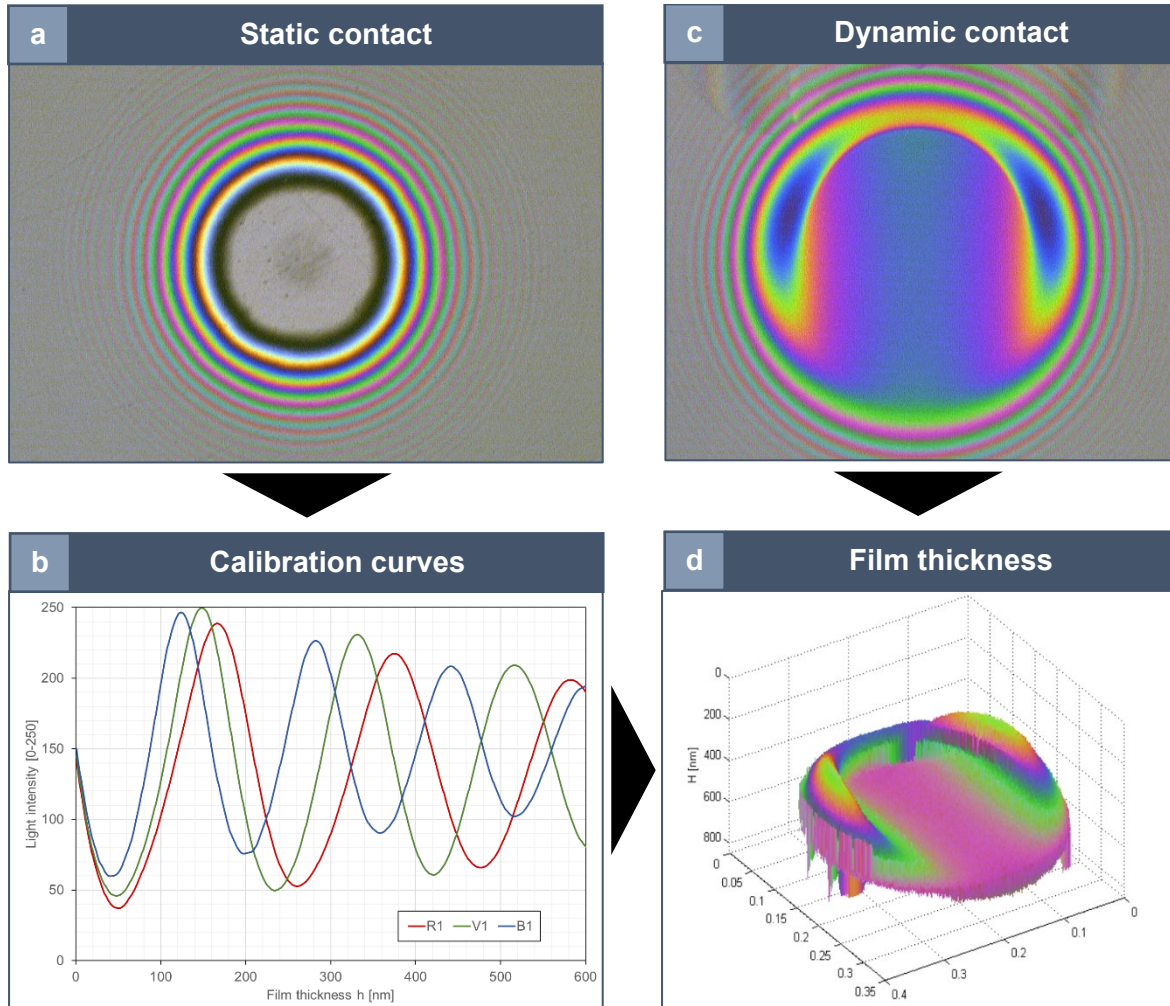 a Static contact
c Dynamic contact
b Calibration curves
Light intensity [0-250]
250
200
150
100
50
0
R1 V1 B1
0 100 200 300 400 500 600
Film thickness h [nm]
d Film thickness
H [nm]
0
200
400
600
800
0
0.05
0.1
0.15
0.2
0.25
0.3
0.35
0.4
0.3
0.2
0.1
0